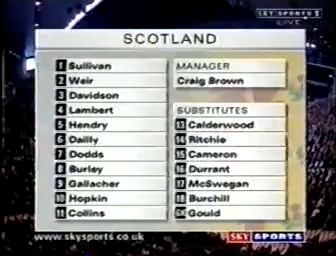 SKY SPORTS 1
LIVE
SCOTLAND
1 Sullivan
2 Weir
3 Davidson
4 Lambert
5 Hendry
6 Dailly
7 Dodds
8 Burley
9 Gallacher
10 Hopkin
11 Collins
MANAGER
Craig Brown
SUBSTITUTES
13 Calderwood
14 Ritchie
15 Cameron
16 Durrant
17 McSwegan
18 Burchill
Gould
www.skysports.co.uk
SKY SPORTS